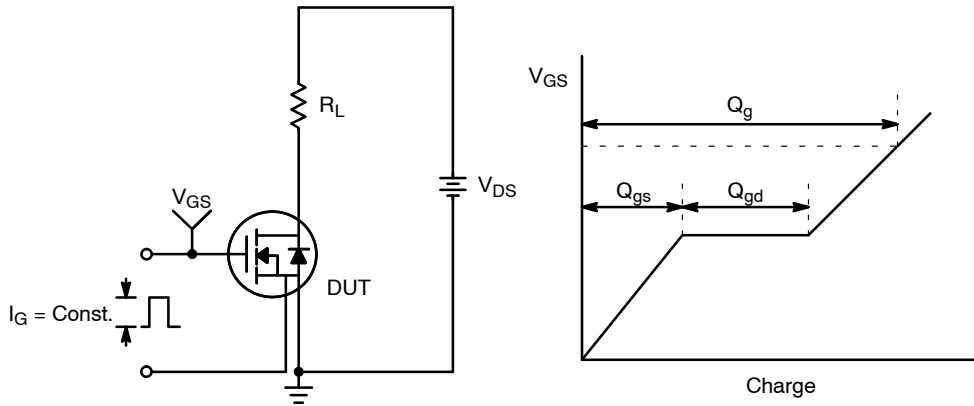 R_L
V_GS
V_DS
DUT
I_G = Const.
V_GS
Q_g
Q_gs
Q_gd
Charge